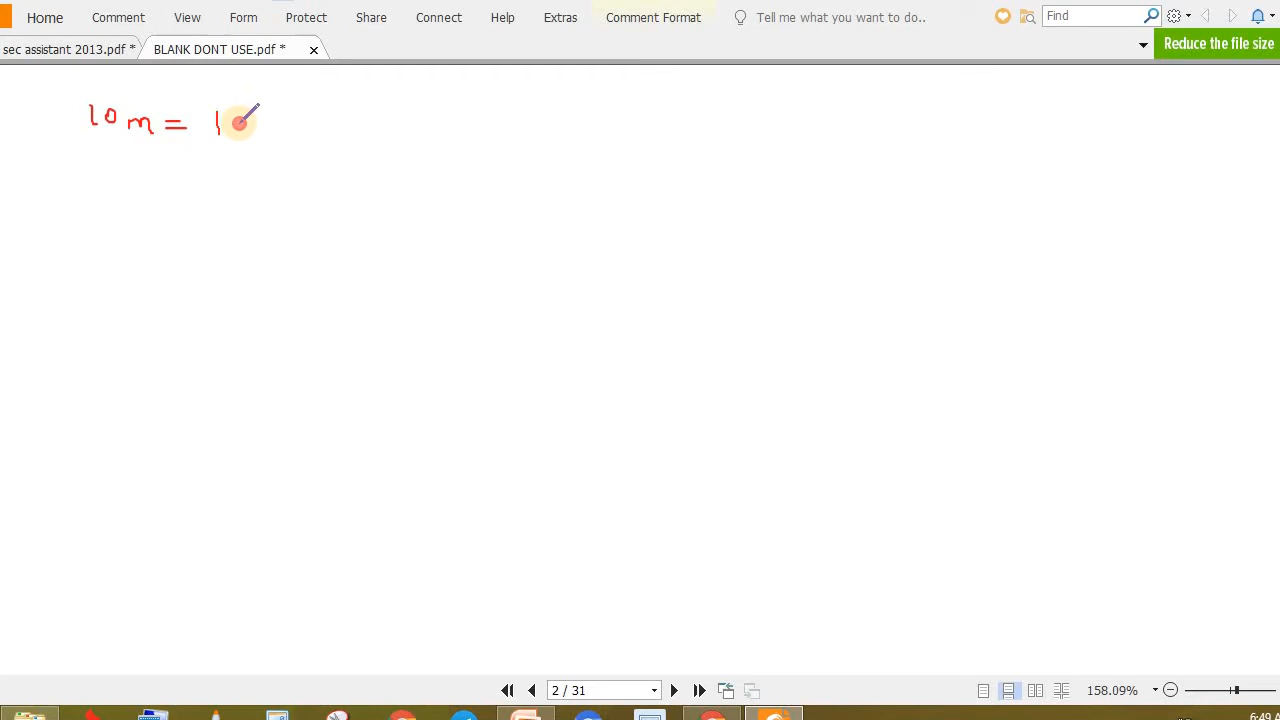 Home Comment View Form Protect Share Connect Help Extras Comment Format Tell me what you want to do.. Find
sec assistant 2013.pdf * BLANK DONT USE.pdf * Reduce the file size
10 m = 1
2 / 31 158.09%